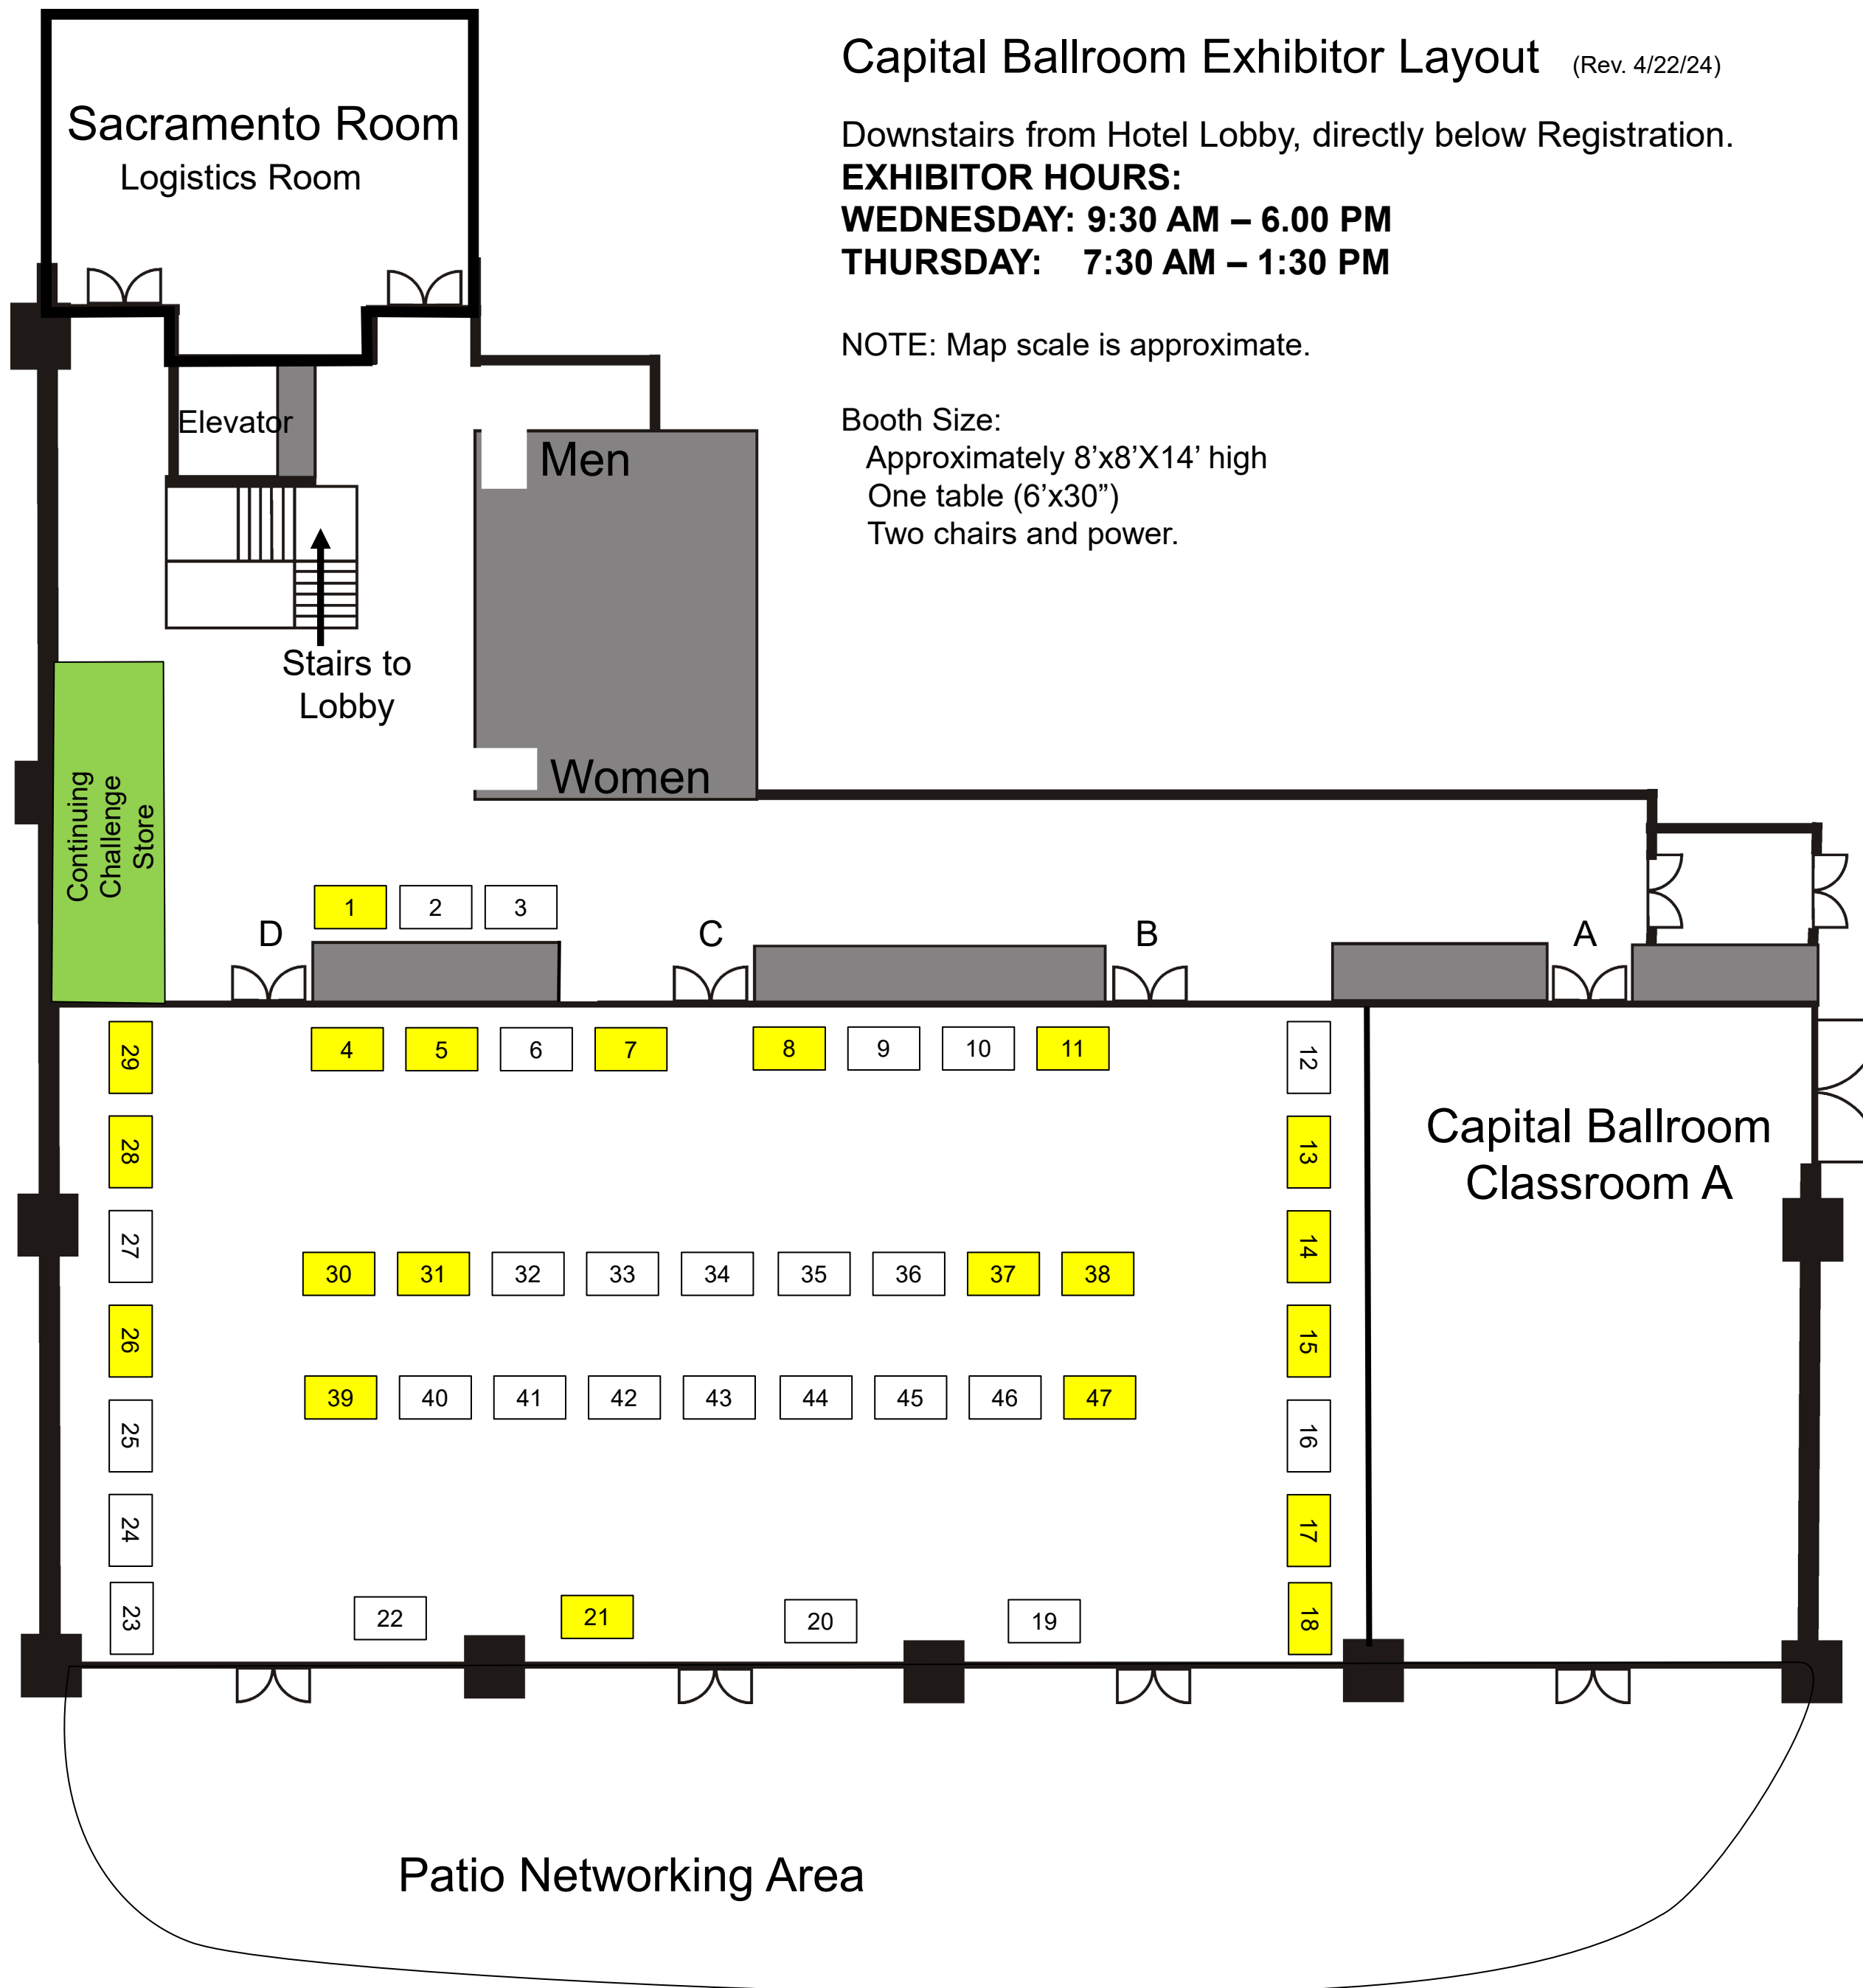 Capital Ballroom Exhibitor Layout (Rev. 4/22/24)
Downstairs from Hotel Lobby, directly below Registration.
EXHIBITOR HOURS:
WEDNESDAY: 9:30 AM – 6.00 PM
THURSDAY: 7:30 AM – 1:30 PM
NOTE: Map scale is approximate.
Booth Size:
Approximately 8’x8’X14’ high
One table (6’x30”)
Two chairs and power.
Sacramento Room
Logistics Room
Elevator
Men
Stairs to
Lobby
Women
Continuing
Challenge
Store
1 2 3
D C B A
4 5 6 7 8 9 10 11
12
13
14
15
16
17
18
29
28
27
26
25
24
23
Capital Ballroom
Classroom A
30 31 32 33 34 35 36 37 38
39 40 41 42 43 44 45 46 47
22 21 20 19
Patio Networking Area